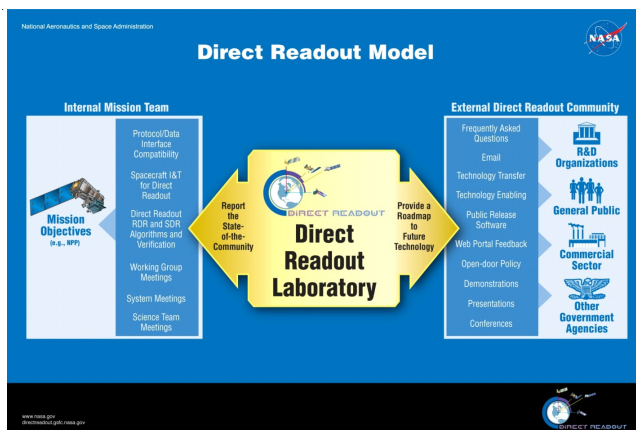 National Aeronautics and Space Administration
NASA
Direct Readout Model
Internal Mission Team
Mission
Objectives
(e.g., NPP)
Protocol/Data
Interface
Compatibility
Spacecraft I&T
for Direct
Readout
Direct Readout
RDR and SDR
Algorithms and
Verification
Working Group
Meetings
System Meetings
Science Team
Meetings
Report
the
State-
of-the-
Community
DIRECT READOUT
Direct
Readout
Laboratory
Provide a
Roadmap
to
Future
Technology
External Direct Readout Community
Frequently Asked
Questions
Email
Technology Transfer
Technology Enabling
Public Release
Software
Web Portal Feedback
Open-door Policy
Demonstrations
Presentations
Conferences
R&D
Organizations
General Public
Commercial
Sector
Other
Government
Agencies
www.nasa.gov
directreadout.gsfc.nasa.gov
DIRECT READOUT